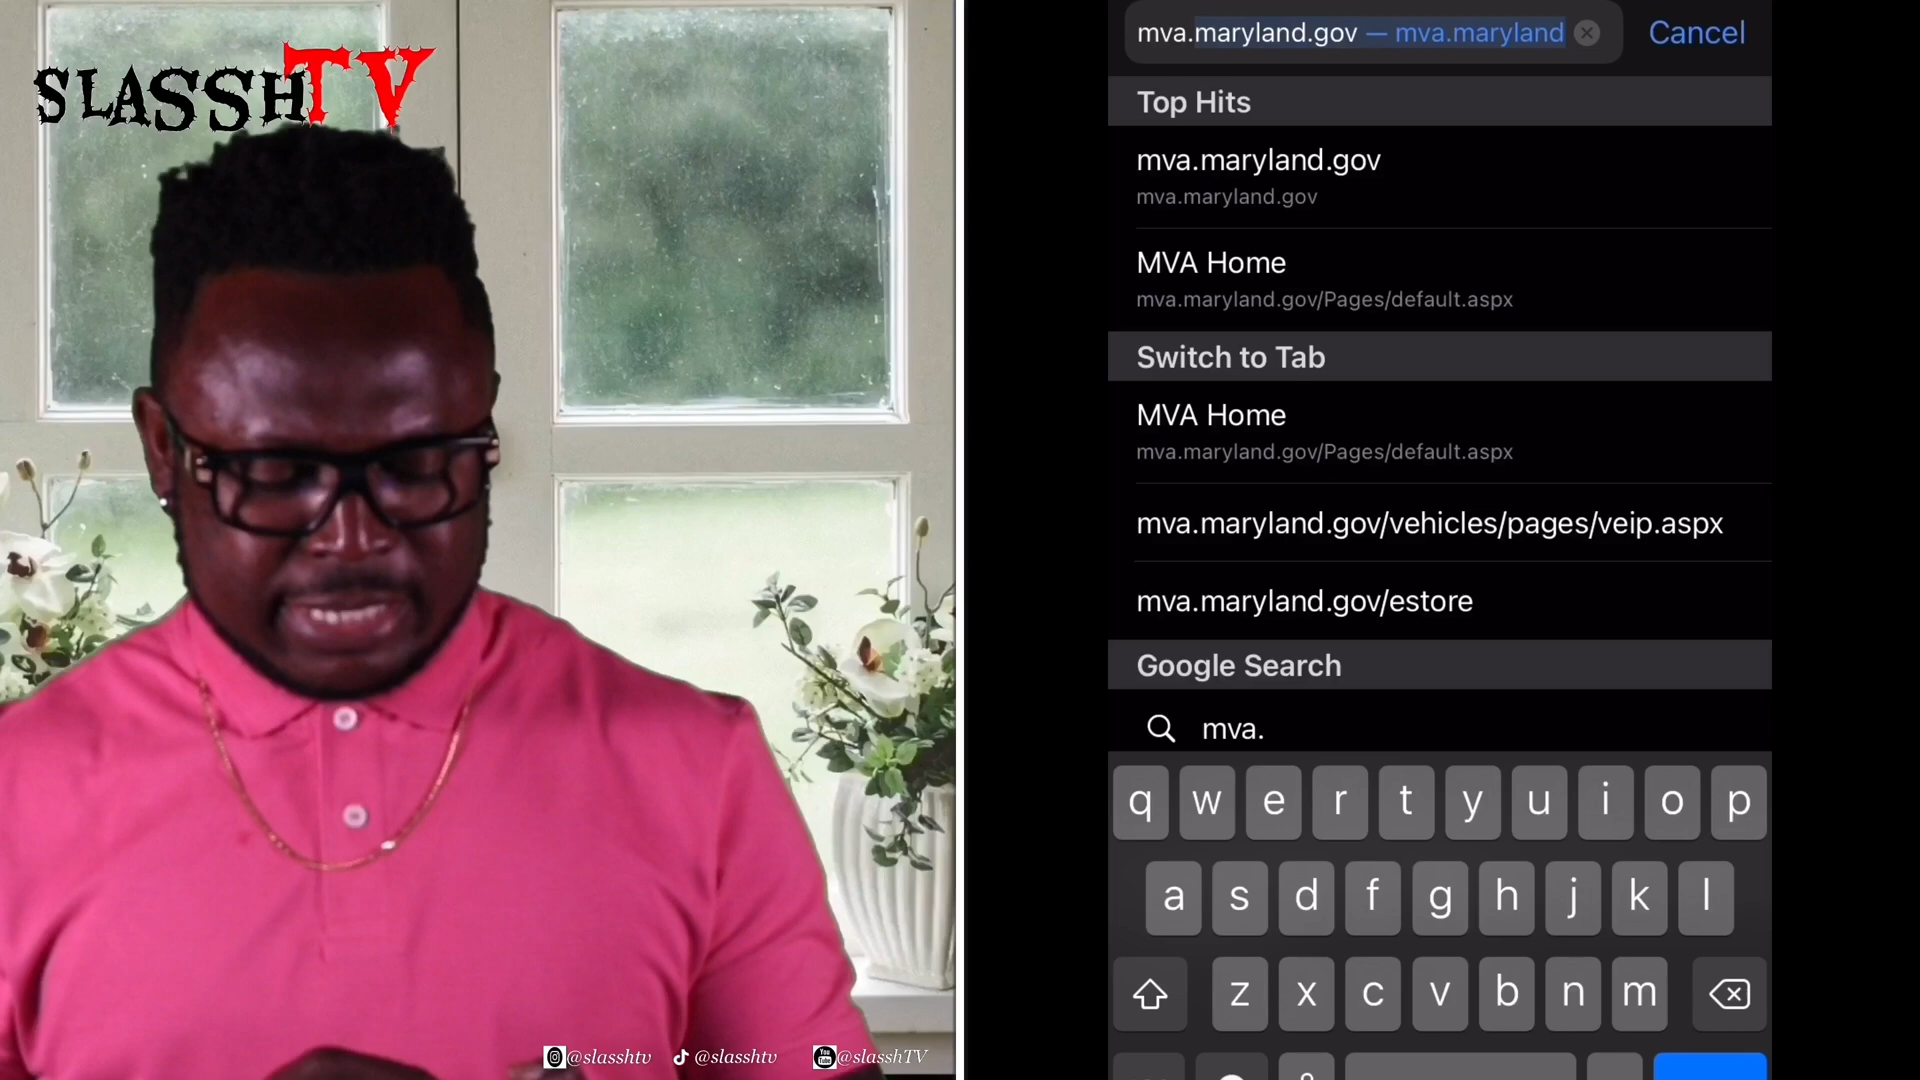 SLASSHTV
@slasshtv
@slasshtv
You
Tube
@slasshTV
mva.maryland.gov — mva.maryland
Cancel
Top Hits
mva.maryland.gov
mva.maryland.gov
MVA Home
mva.maryland.gov/Pages/default.aspx
Switch to Tab
MVA Home
mva.maryland.gov/Pages/default.aspx
mva.maryland.gov/vehicles/pages/veip.aspx
mva.maryland.gov/estore
Google Search
mva.
q w e r t y u i o p
a s d f g h j k l
z x c v b n m